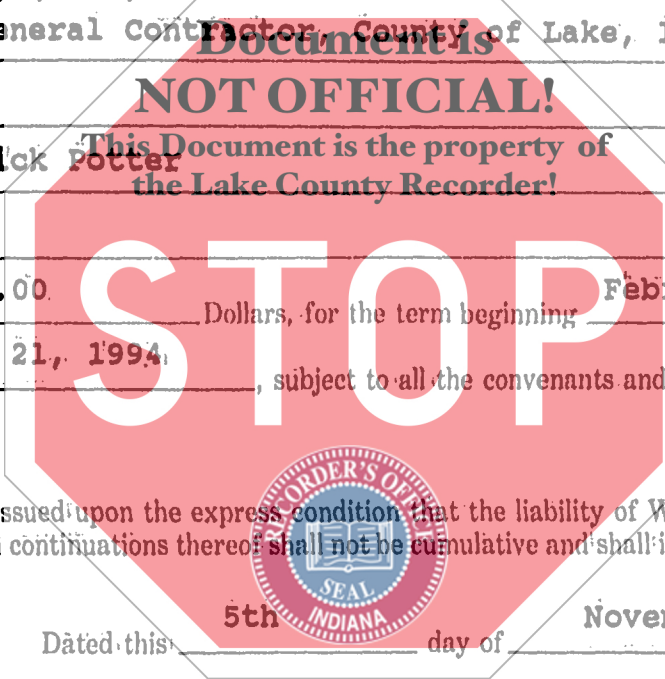 eneral Contractor, County of Lake,
Document is
NOT OFFICIAL!
This Document is the property of
the Lake County Recorder!
ick Potter
STOP
.00
Dollars, for the term beginning
Feb
21, 1994
, subject to all the convenants and
ssued upon the express condition that the liability of W
continuations thereof shall not be cumulative and shall i
RECORDER'S OFFICE
SEAL
INDIANA
5th
Novem
Dated this
day of